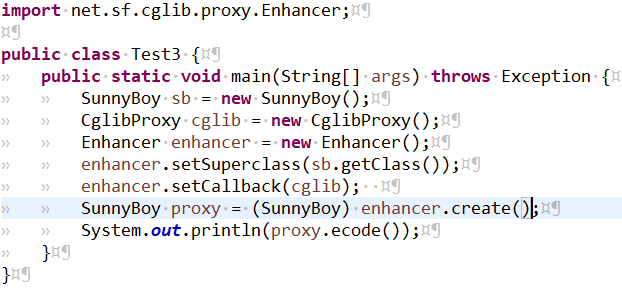 import net.sf.cglib.proxy.Enhancer;
public class Test3 {
public static void main(String[] args) throws Exception {
SunnyBoy sb = new SunnyBoy();
CglibProxy cglib = new CglibProxy();
Enhancer enhancer = new Enhancer();
enhancer.setSuperclass(sb.getClass());
enhancer.setCallback(cglib);
SunnyBoy proxy = (SunnyBoy) enhancer.create();
System.out.println(proxy.ecode());
}
}